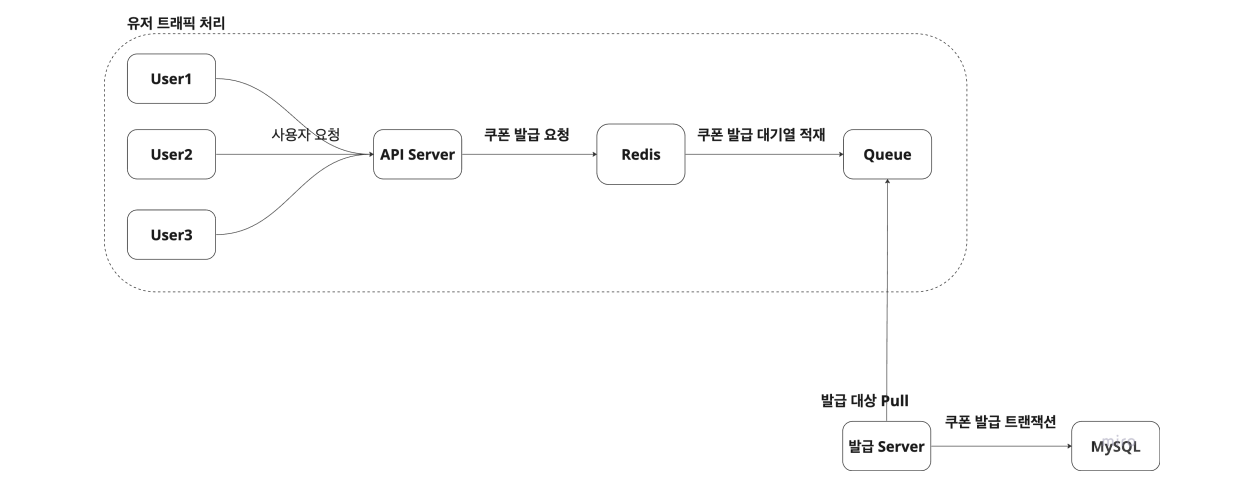 유저 트래픽 처리
User1
사용자 요청
쿠폰 발급 요청
쿠폰 발급 대기열 적재
User2
API Server
Redis
Queue
User3
발급 대상 Pull
쿠폰 발급 트랜잭션
발급 Server
miro
MySQL